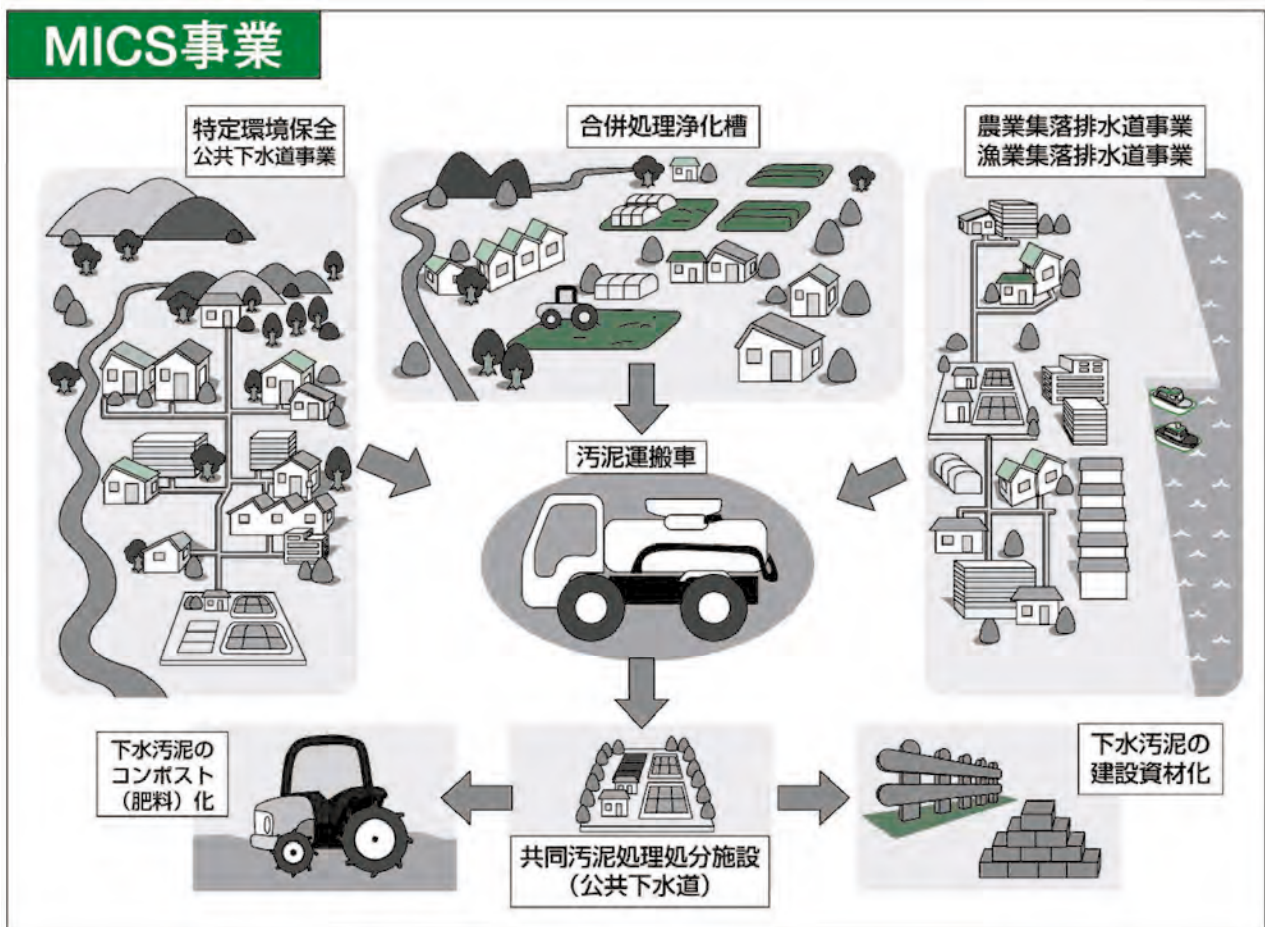 MICS事業
特定環境保全
公共下水道事業
合併処理浄化槽
農業集落排水道事業
漁業集落排水道事業
汚泥運搬車
下水汚泥の
コンポスト
（肥料）化
共同汚泥処理処分施設
（公共下水道）
下水汚泥の
建設資材化